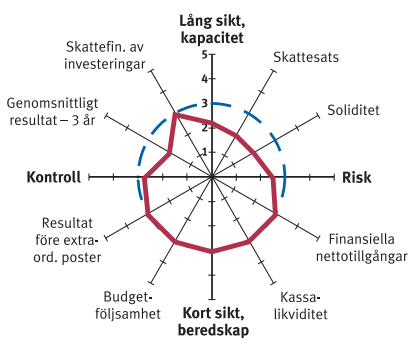 Lång sikt,
kapacitet
Skattefin. av
investeringar
Skattesats
Genomsnittligt
resultat – 3 år
Soliditet
5
4
3
2
1
Kontroll
Risk
Resultat
före extra-
ord. poster
Finansiella
nettotillgångar
Budget-
följsamhet
Kassa-
likviditet
Kort sikt,
beredskap